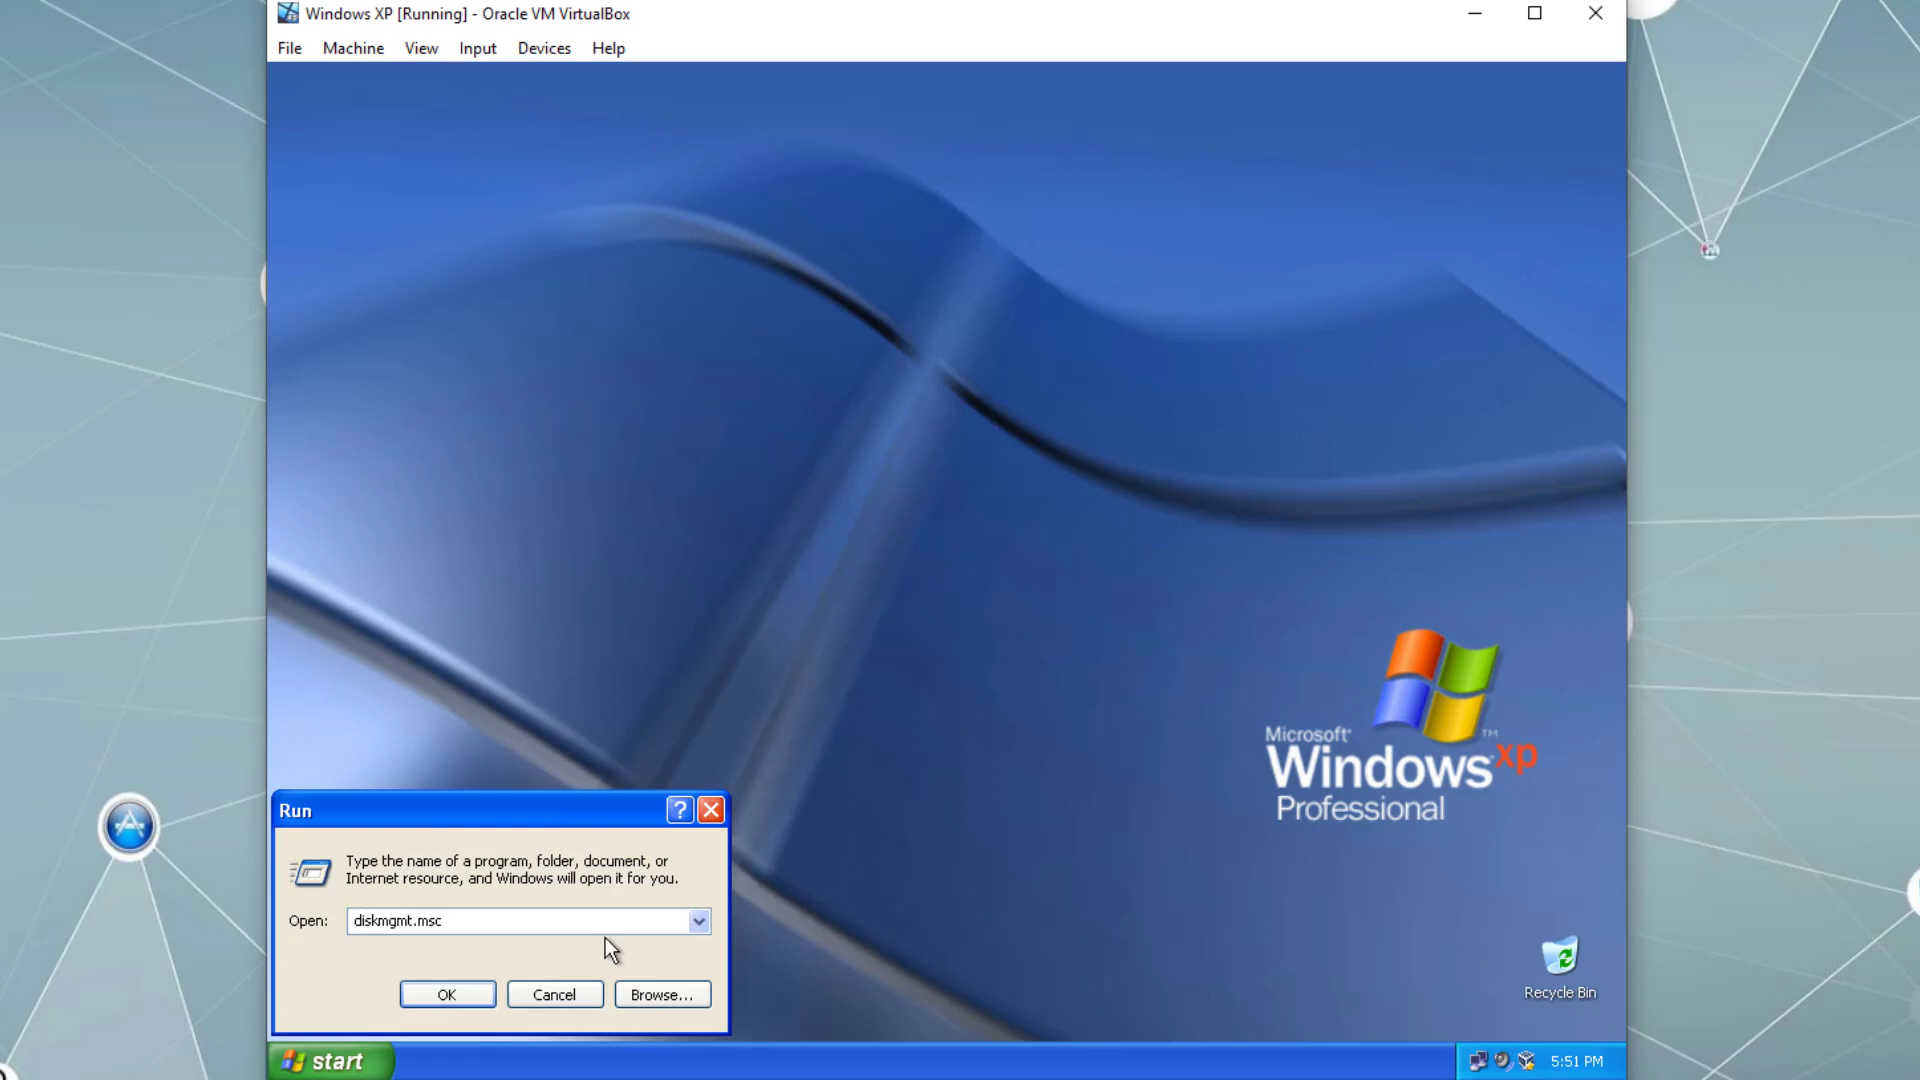 Windows XP [Running] - Oracle VM VirtualBox
File Machine View Input Devices Help
Microsoft®
Windows xp ™
Professional
Run
Type the name of a program, folder, document, or
Internet resource, and Windows will open it for you.
Open: diskmgmt.msc
OK Cancel Browse...
Recycle Bin
start
5:51 PM